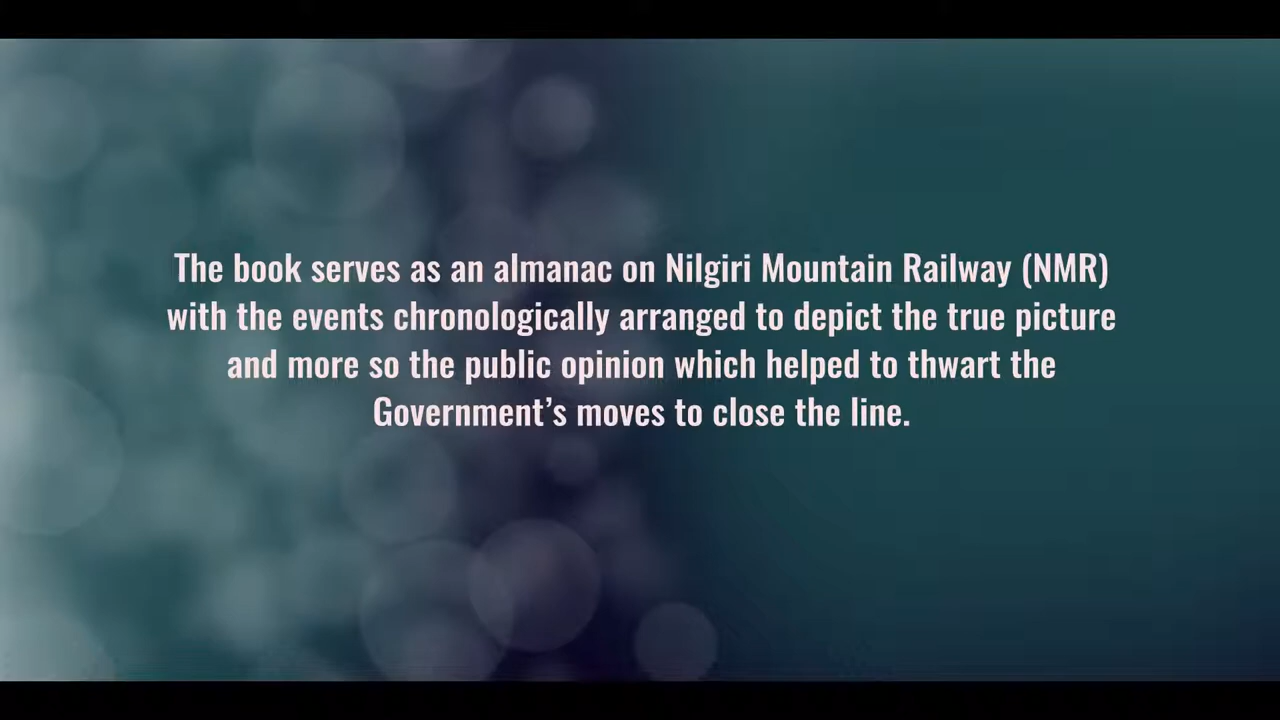 The book serves as an almanac on Nilgiri Mountain Railway (NMR)
with the events chronologically arranged to depict the true picture
and more so the public opinion which helped to thwart the
Government’s moves to close the line.